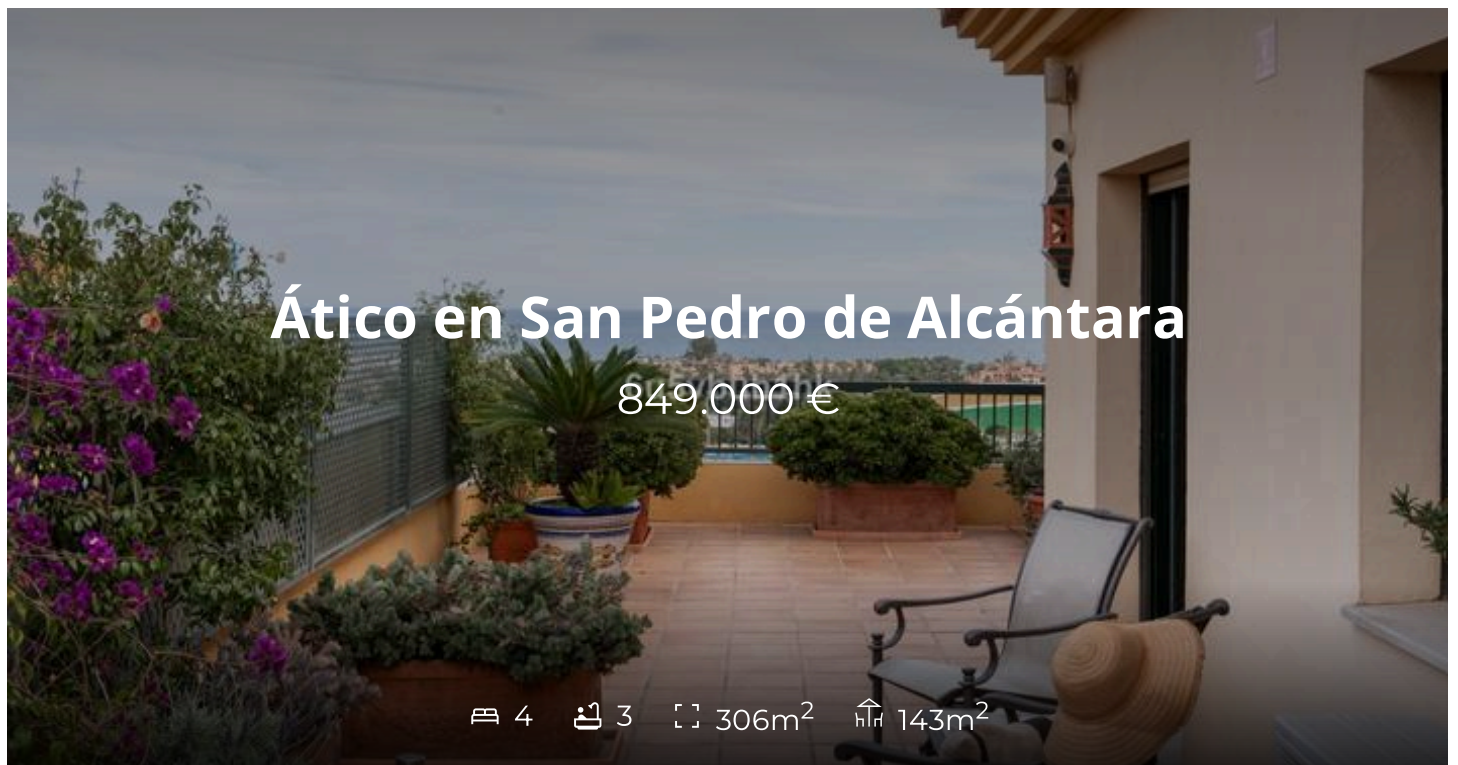 Ático en San Pedro de Alcántara
849.000 €
4 3 306m² 143m²